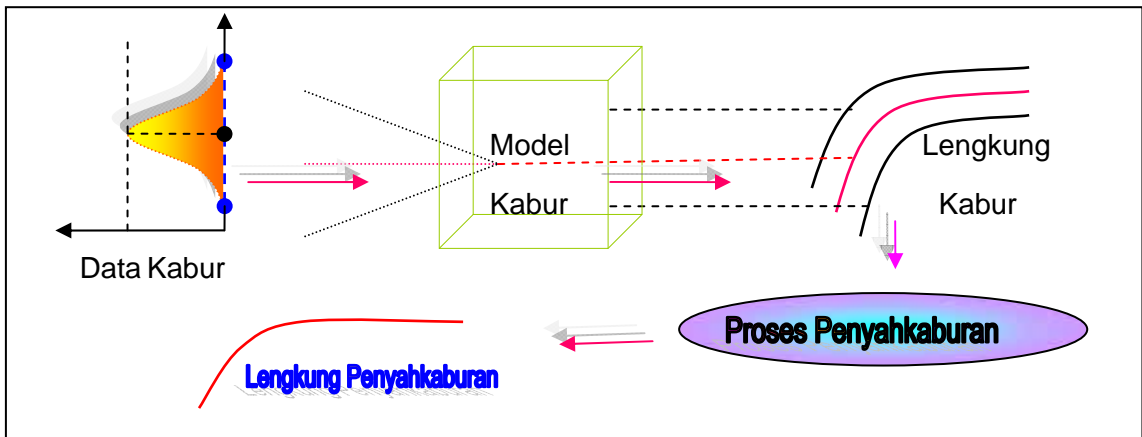 Data Kabur
Model
Kabur
Lengkung
Kabur
Proses Penyahkaburan
Lengkung Penyahkaburan